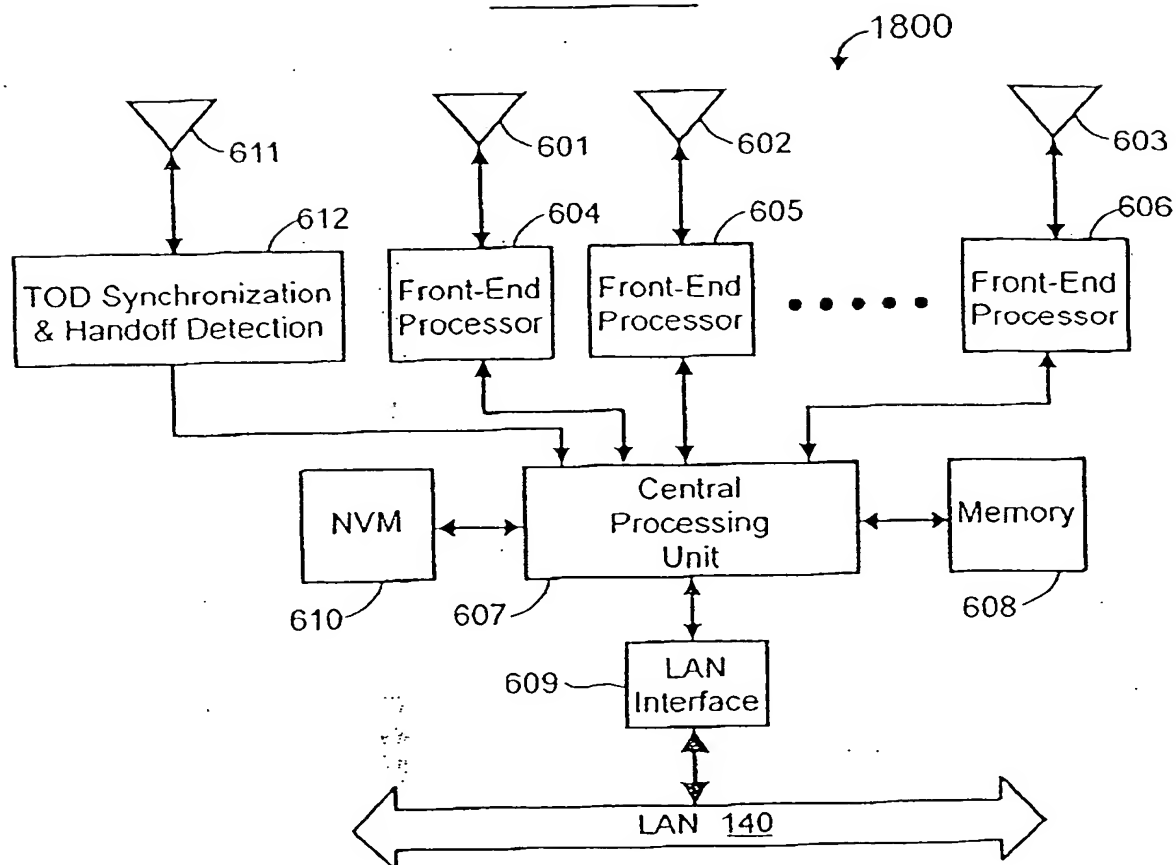 1800
611
601
602
603
612
604
605
606
TOD Synchronization
& Handoff Detection
Front-End
Processor
Front-End
Processor
Front-End
Processor
NVM
Central
Processing
Unit
Memory
610
607
608
609
LAN
Interface
LAN 140